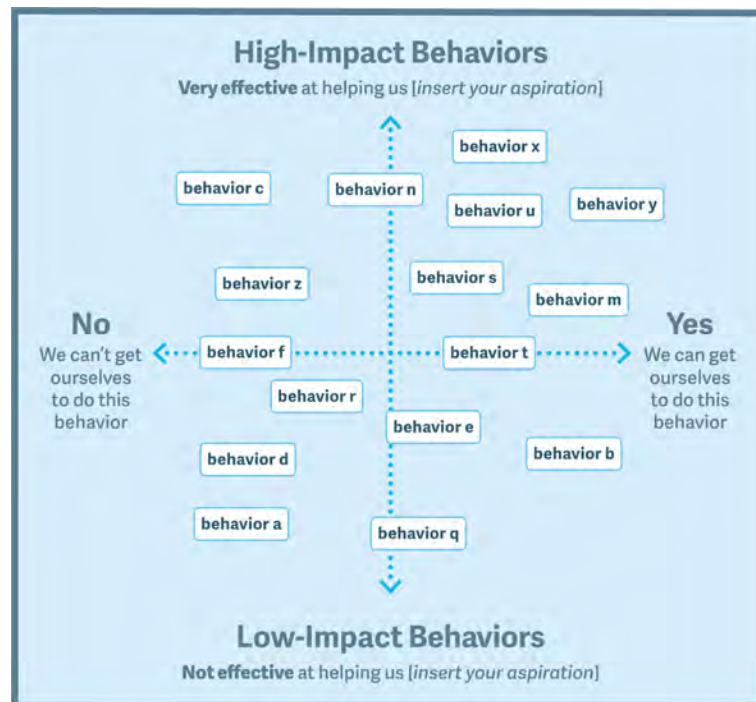 High-Impact Behaviors
Very effective at helping us [insert your aspiration]
behavior x
behavior c
behavior n
behavior u
behavior y
behavior z
behavior s
behavior m
No
We can't get
ourselves
to do this
behavior
behavior f
behavior t
Yes
We can get
ourselves
to do this
behavior
behavior r
behavior e
behavior d
behavior b
behavior a
behavior q
Low-Impact Behaviors
Not effective at helping us [insert your aspiration]